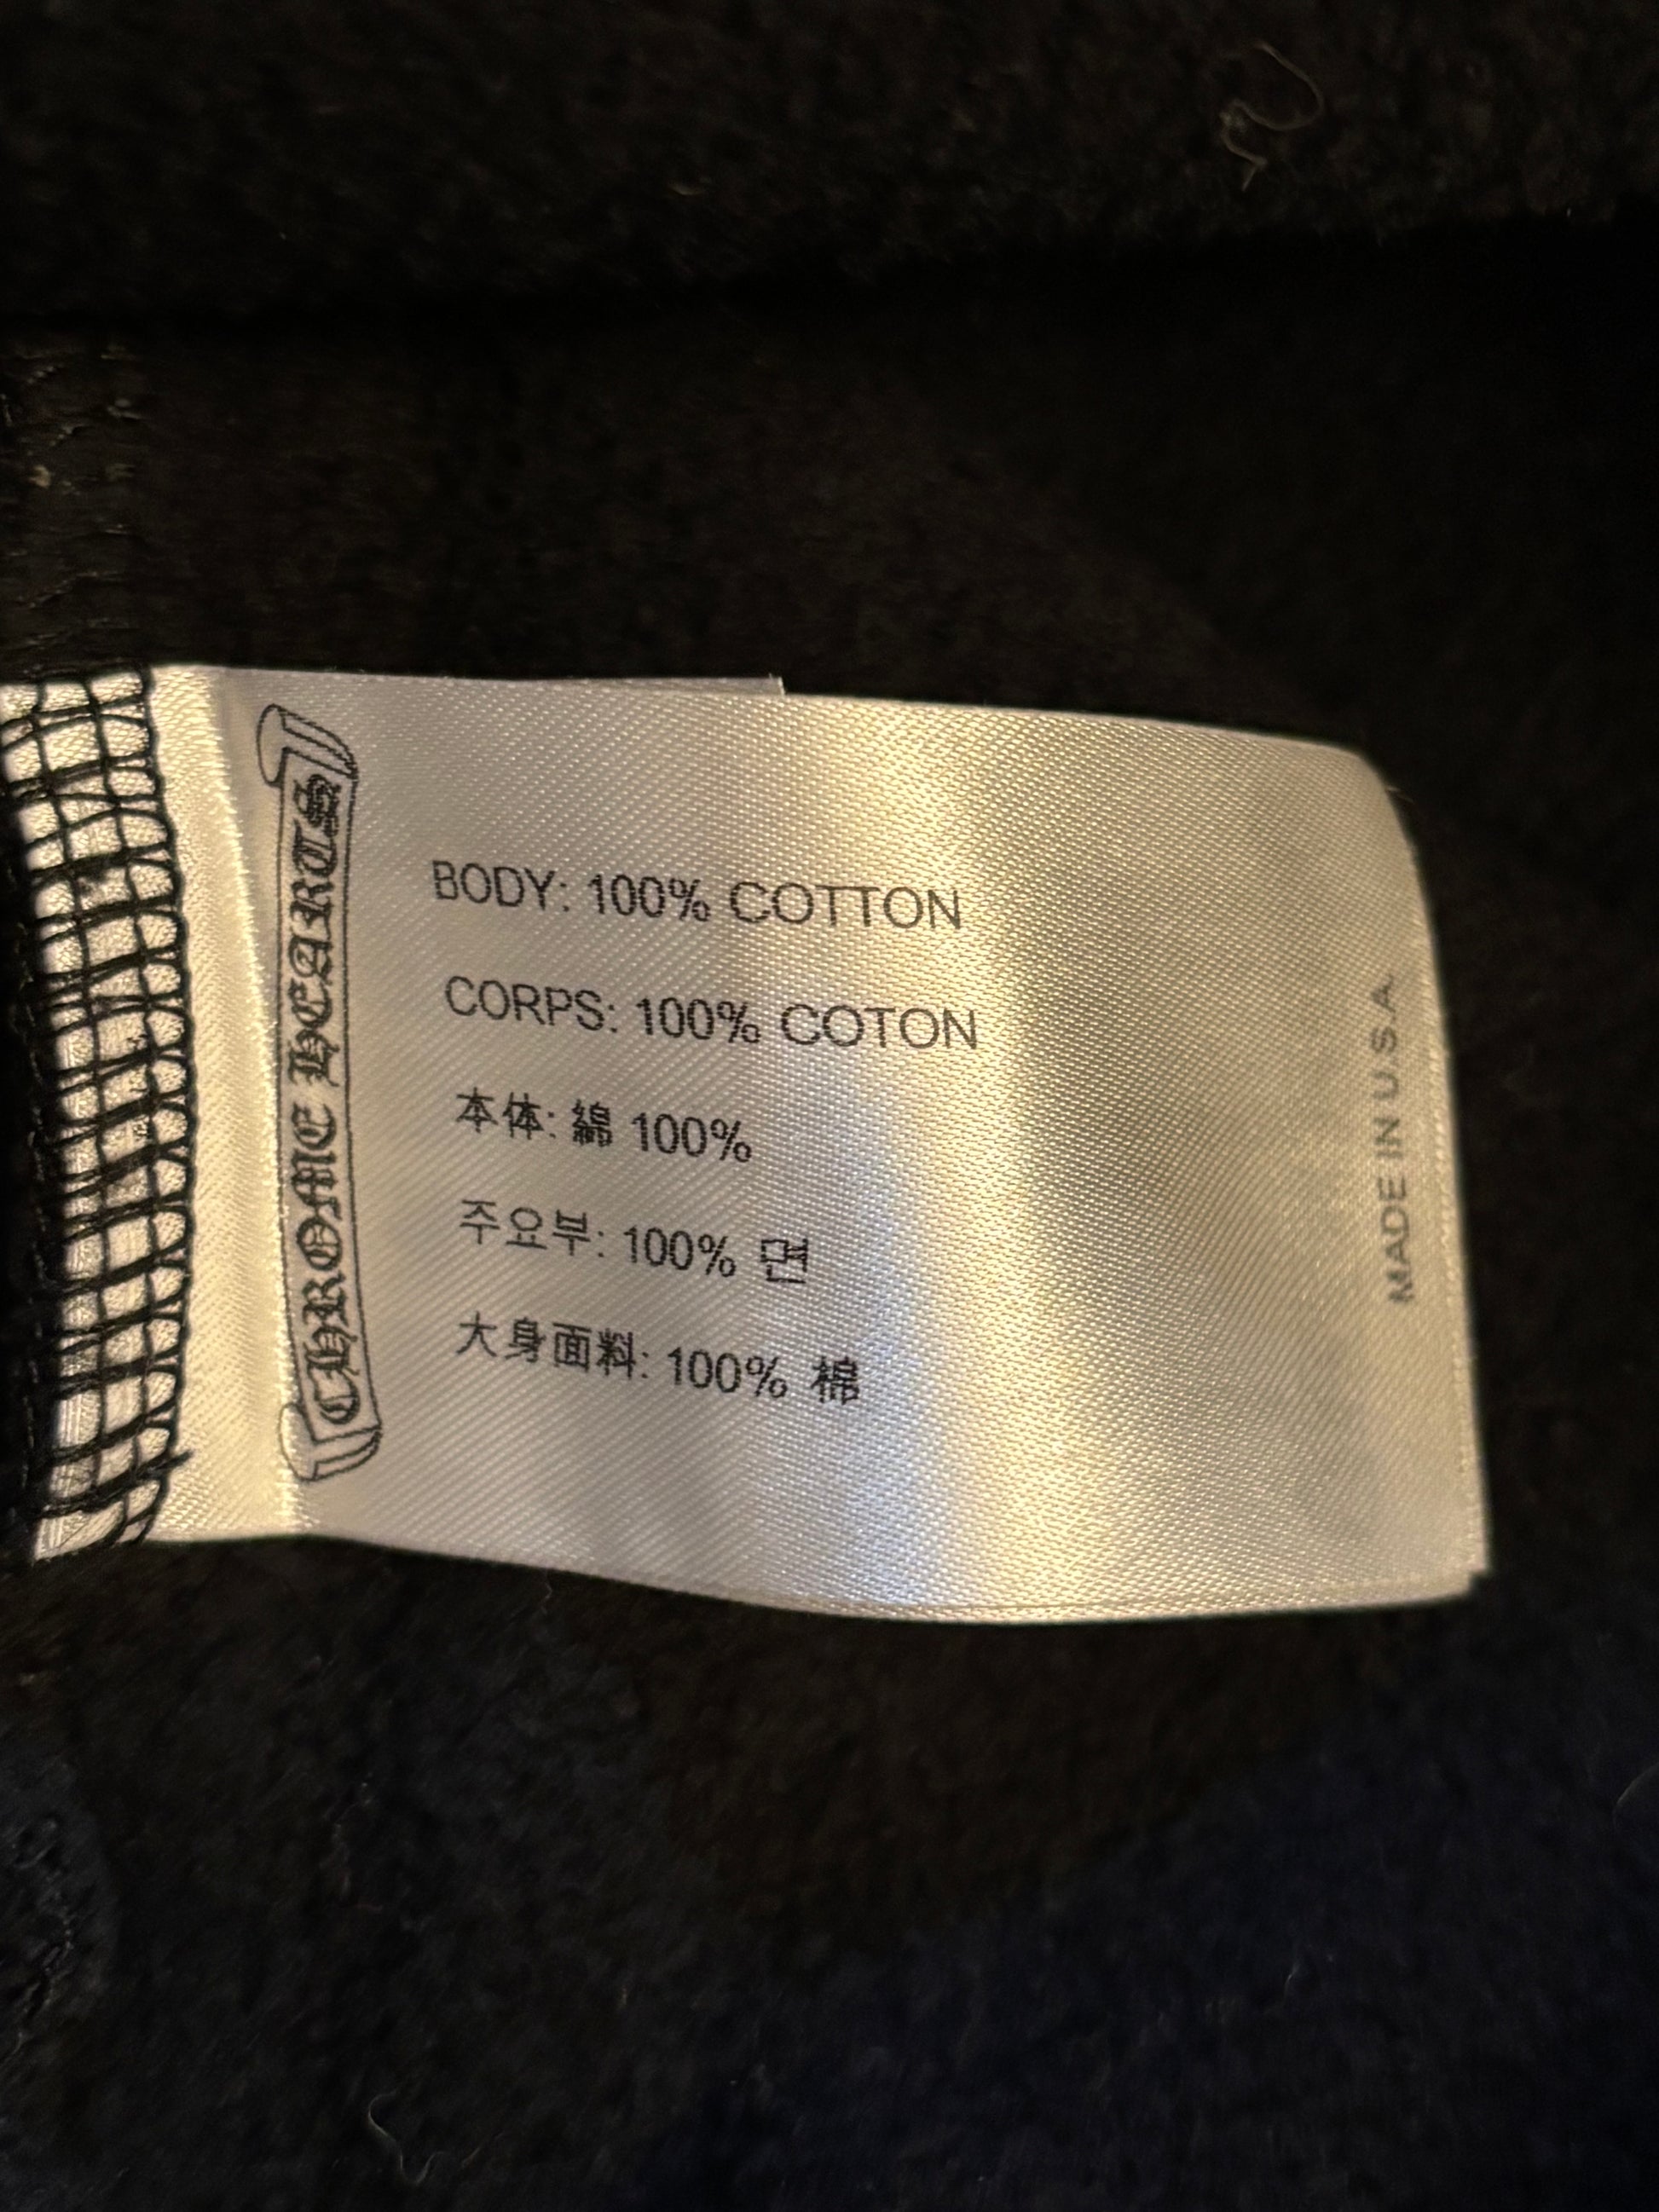 CHROME HEARTS
BODY: 100% COTTON
CORPS: 100% COTON
本体: 綿 100%
주요부: 100% 면
大身面料: 100% 棉
MADE IN U.S.A.